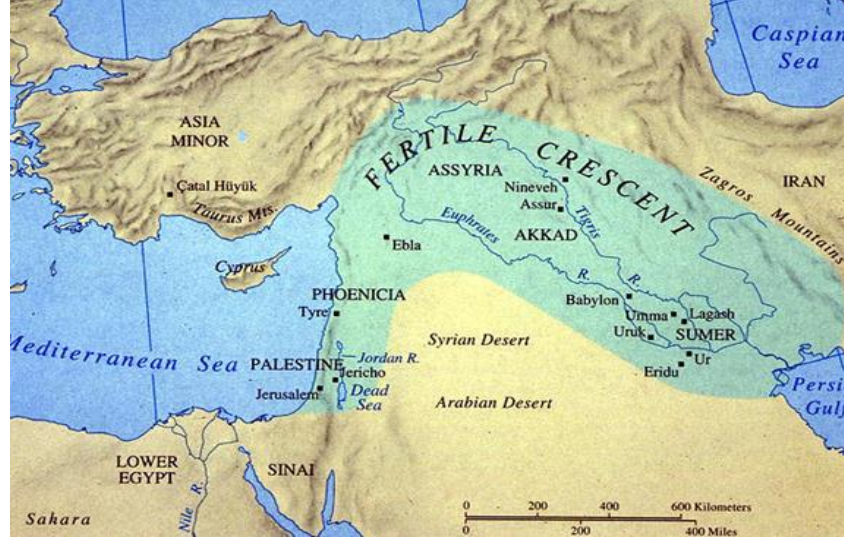 Caspian
Sea
ASIA
MINOR
FERTILE CRESCENT
Zagros Mountains
IRAN
ASSYRIA
Nineveh
Çatal Hüyük
Taurus Mts.
Assur
Tigris R.
Euphrates R.
AKKAD
Ebla
Cyprus
PHOENICIA
Babylon
Tyre
Umma
Lagash
Uruk
SUMER
Syrian Desert
Mediterranean Sea
PALESTINE
Jordan R.
Ur
Jericho
Eridu
Jerusalem
Dead
Sea
Persi
Gulf
Arabian Desert
LOWER
EGYPT
SINAI
Nile R.
Sahara
0 200 400 600 Kilometers
0 200 400 Miles